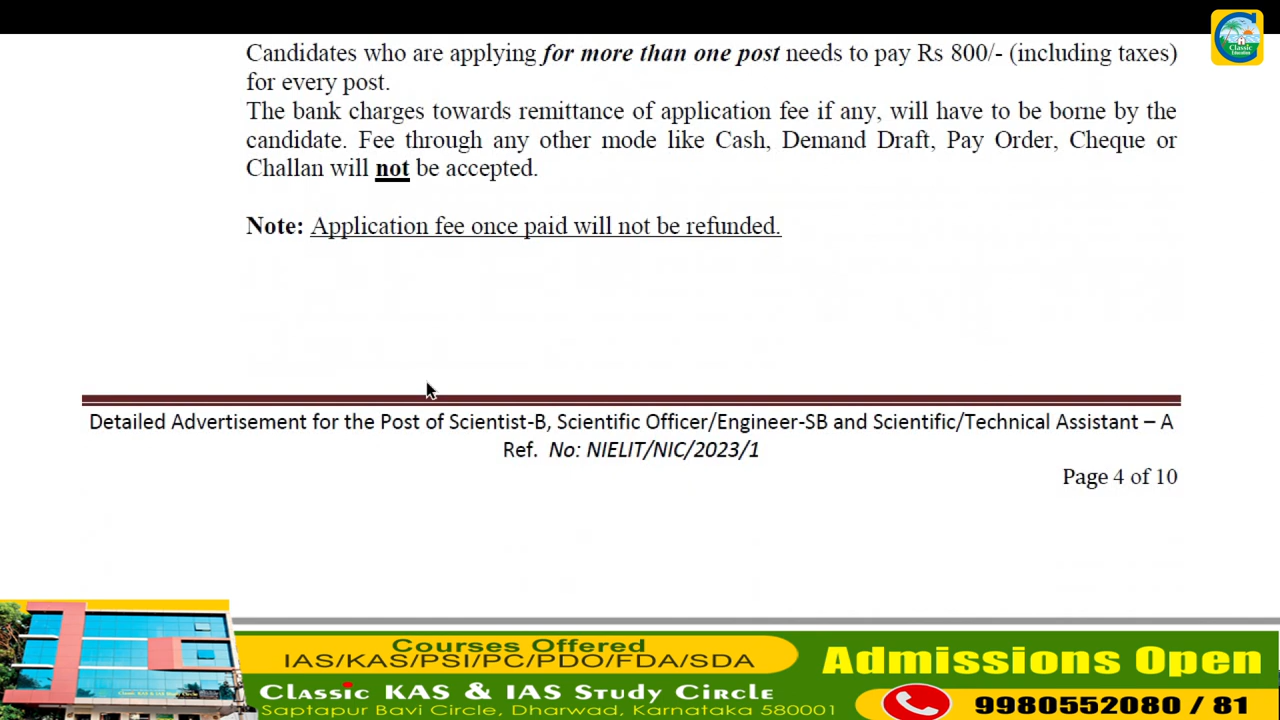 Classic
Education
Candidates who are applying for more than one post needs to pay Rs 800/- (including taxes)
for every post.
The bank charges towards remittance of application fee if any, will have to be borne by the
candidate. Fee through any other mode like Cash, Demand Draft, Pay Order, Cheque or
Challan will not be accepted.
Note: Application fee once paid will not be refunded.
Detailed Advertisement for the Post of Scientist-B, Scientific Officer/Engineer-SB and Scientific/Technical Assistant – A
Ref. No: NIELIT/NIC/2023/1
Page 4 of 10
Courses Offered
IAS/KAS/PSI/PC/PDO/FDA/SDA
Classic KAS & IAS Study Circle
Saptapur Bavi Circle, Dharwad, Karnataka 580001
Admissions Open
9980552080 / 81